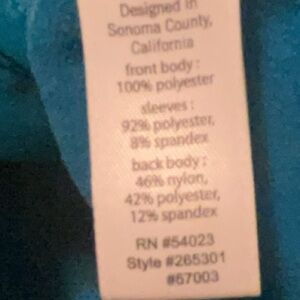 Designed in
Sonoma County,
California
front body :
100% polyester
sleeves :
92% polyester,
8% spandex
back body :
46% nylon,
42% polyester,
12% spandex
RN #54023
Style #265301
#67003